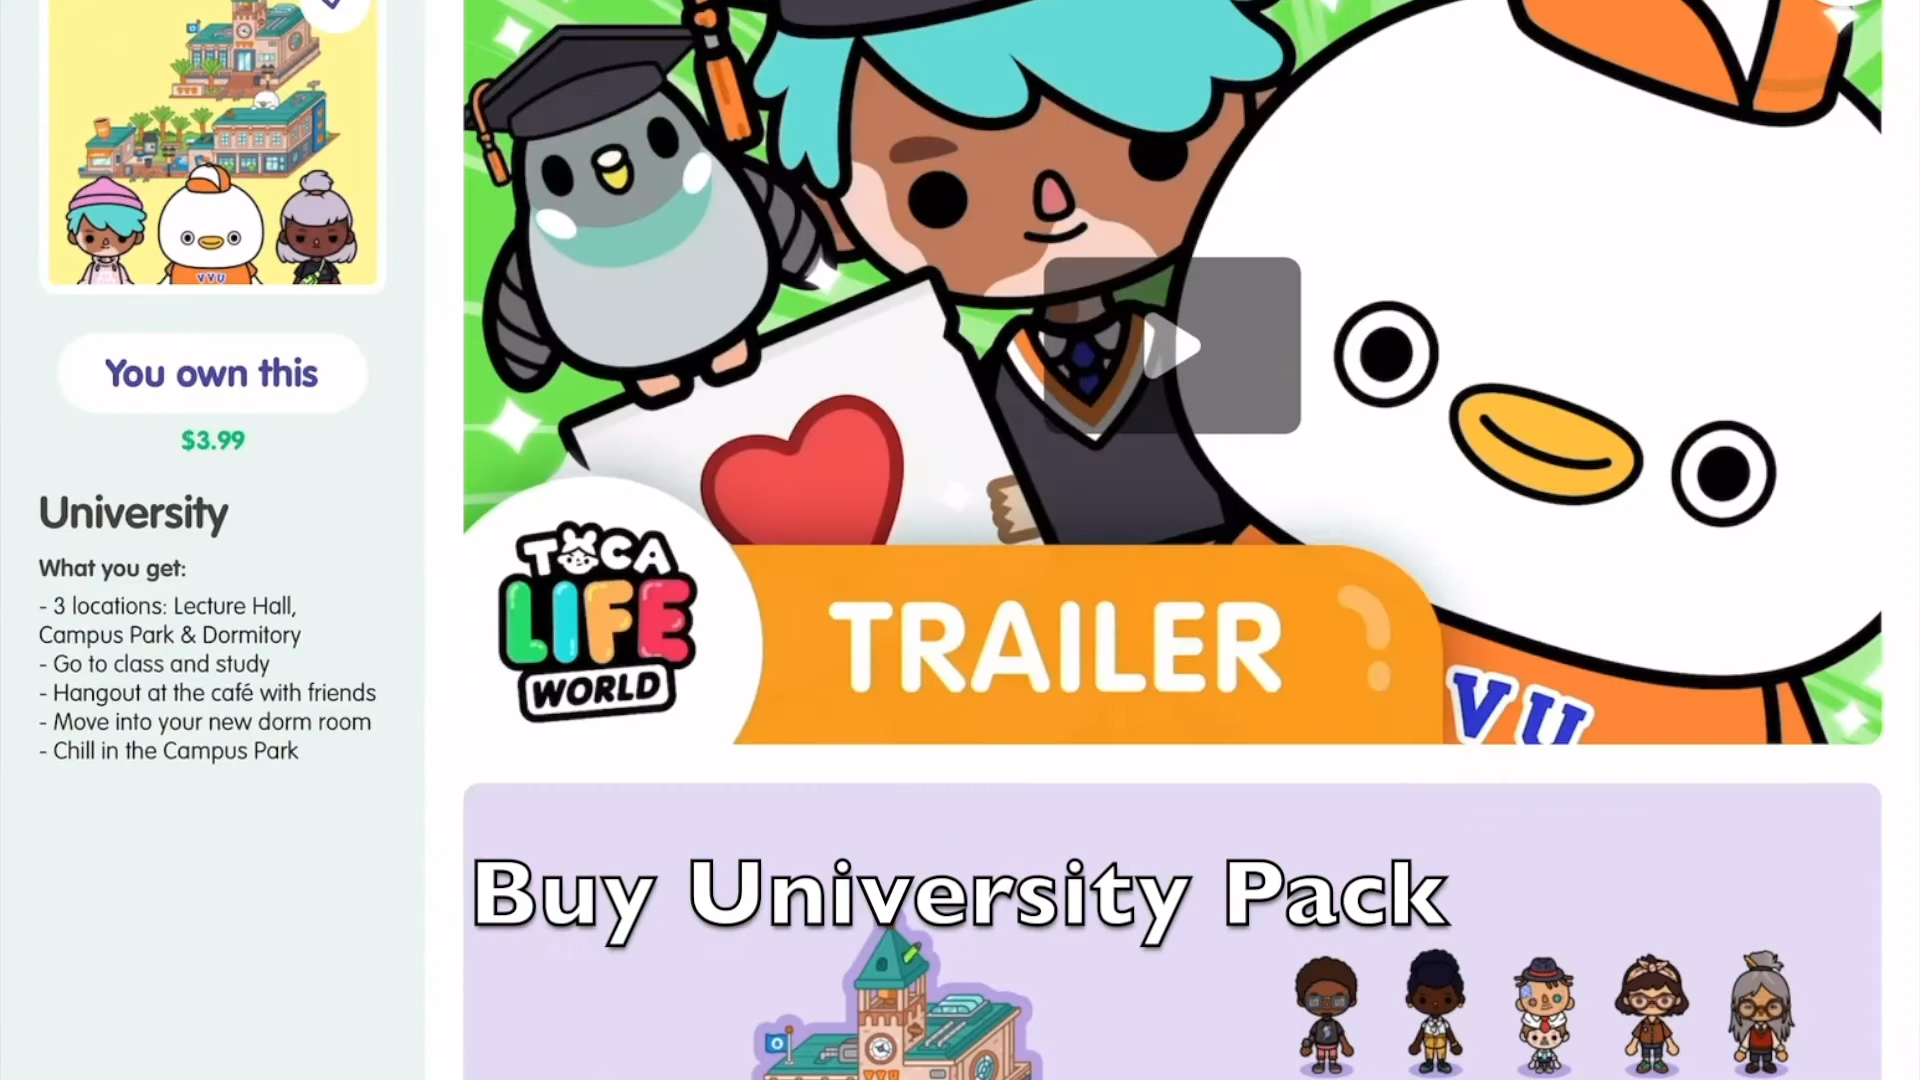 VVU
You own this
$3.99
University
What you get:
- 3 locations: Lecture Hall,
Campus Park & Dormitory
- Go to class and study
- Hangout at the café with friends
- Move into your new dorm room
- Chill in the Campus Park
TOCA
LIFE
WORLD
TRAILER
VU
Buy University Pack
VVU